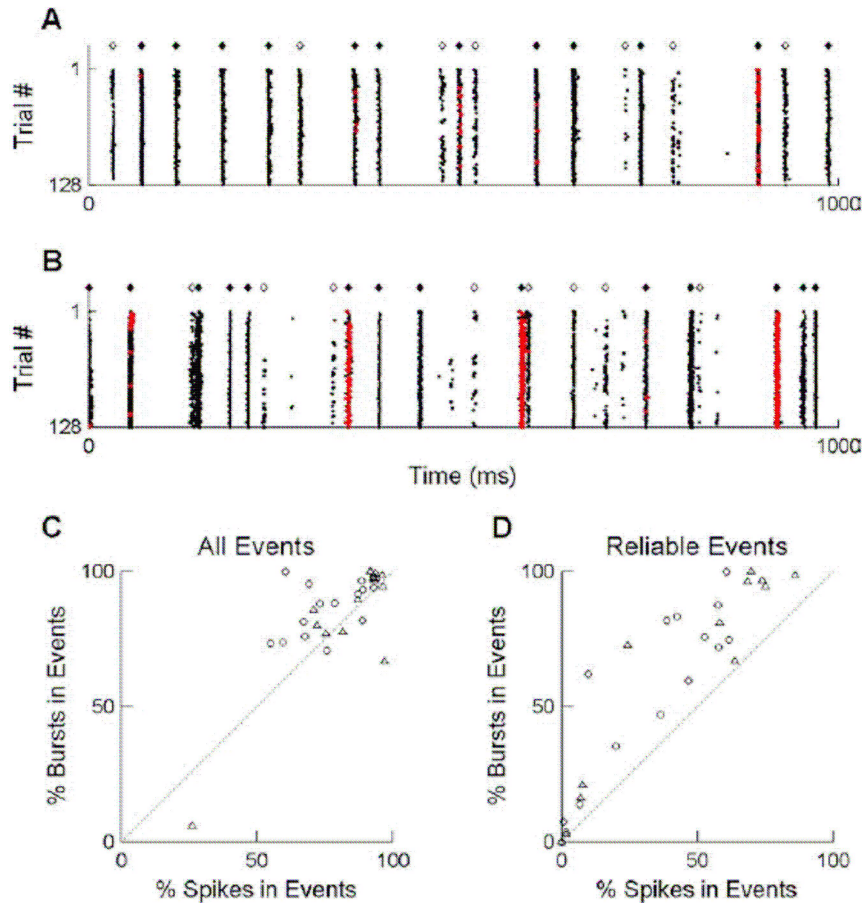 A
Trial #
1
128
0
1000
B
Trial #
1
128
0
1000
Time (ms)
C
All Events
% Bursts in Events
100
50
0
0
50
100
% Spikes in Events
D
Reliable Events
% Bursts in Events
100
50
0
0
50
100
% Spikes in Events